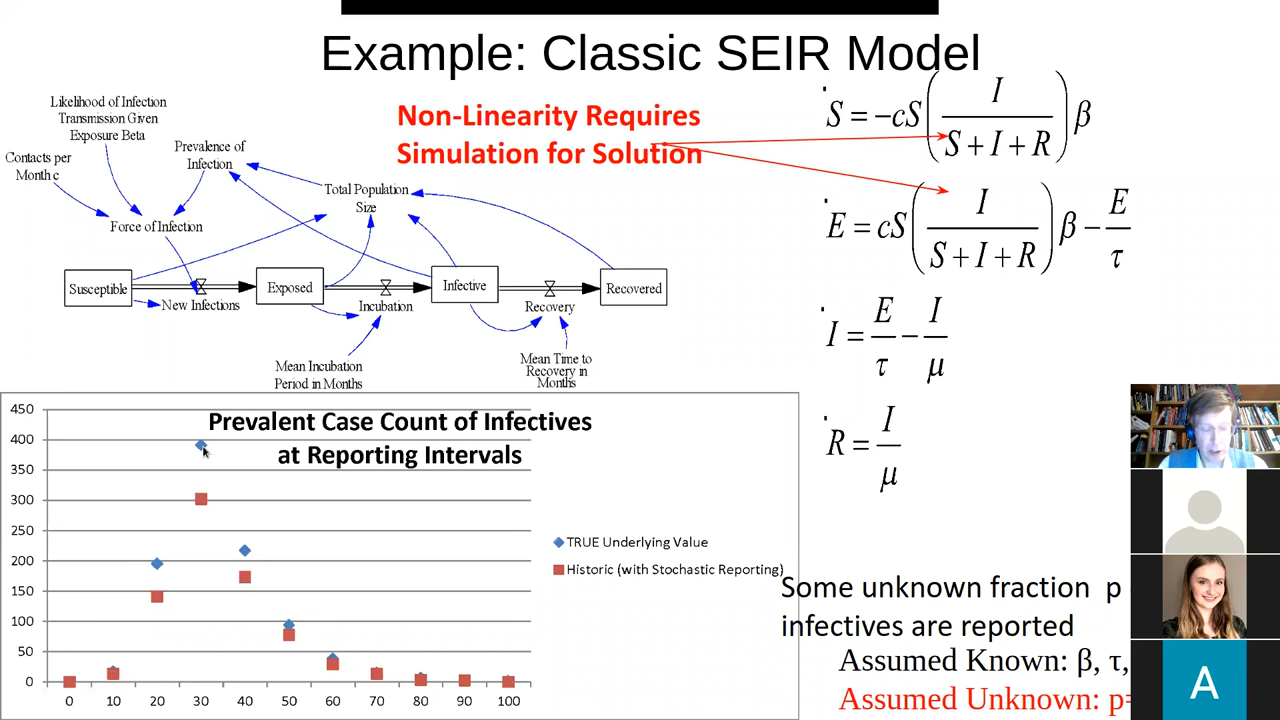 Example: Classic SEIR Model
Likelihood of Infection
Transmission Given
Exposure Beta
Contacts per
Month c
Prevalence of
Infection
Force of Infection
Total Population
Size
Susceptible
New Infections
Exposed
Incubation
Infective
Recovery
Recovered
Mean Incubation
Period in Months
Mean Time to
Recovery in
Months
Non-Linearity Requires
Simulation for Solution
Ṡ = −cS(I / (S + I + R))β
Ė = cS(I / (S + I + R))β − E/τ
İ = E/τ − I/μ
Ṙ = I/μ
Prevalent Case Count of Infectives
at Reporting Intervals
450
400
350
300
250
200
150
100
50
0
0 10 20 30 40 50 60 70 80 90 100
TRUE Underlying Value
Historic (with Stochastic Reporting)
Some unknown fraction p
infectives are reported
Assumed Known: β, τ,
Assumed Unknown: p=
A